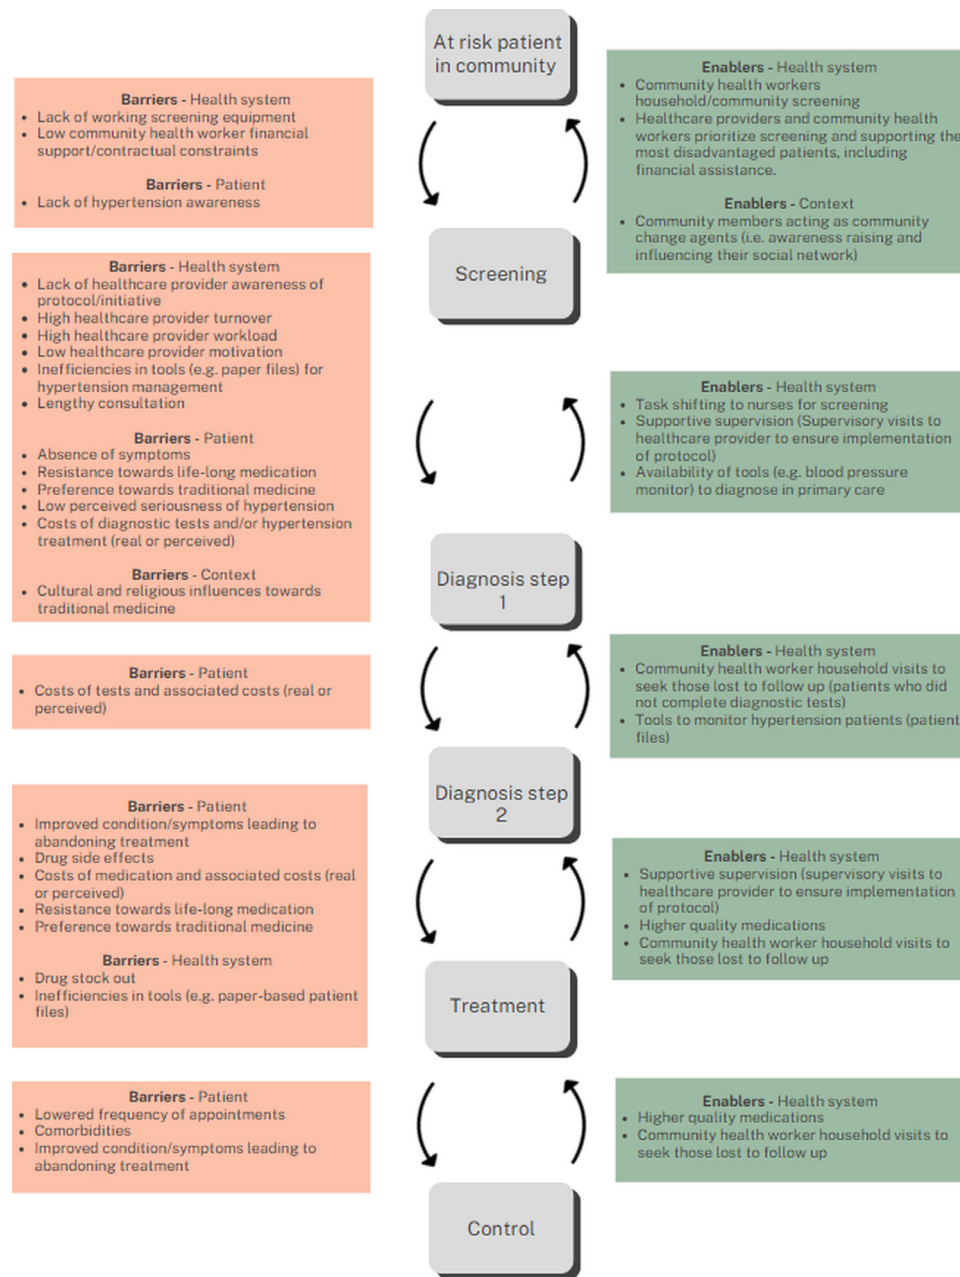 At risk patient
in community
Barriers - Health system
• Lack of working screening equipment
• Low community health worker financial
support/contractual constraints
Barriers - Patient
• Lack of hypertension awareness
Enablers - Health system
• Community health workers
household/community screening
• Healthcare providers and community health
workers prioritize screening and supporting the
most disadvantaged patients, including
financial assistance.
Enablers - Context
• Community members acting as community
change agents (i.e. awareness raising and
influencing their social network)
Screening
Barriers - Health system
• Lack of healthcare provider awareness of
protocol/initiative
• High healthcare provider turnover
• High healthcare provider workload
• Low healthcare provider motivation
• Inefficiencies in tools (e.g. paper files) for
hypertension management
• Lengthy consultation
Barriers - Patient
• Absence of symptoms
• Resistance towards life-long medication
• Preference towards traditional medicine
• Low perceived seriousness of hypertension
• Costs of diagnostic tests and/or hypertension
treatment (real or perceived)
Barriers - Context
• Cultural and religious influences towards
traditional medicine
Enablers - Health system
• Task shifting to nurses for screening
• Supportive supervision (Supervisory visits to
healthcare provider to ensure implementation
of protocol)
• Availability of tools (e.g. blood pressure
monitor) to diagnose in primary care
Diagnosis step
1
Barriers - Patient
• Costs of tests and associated costs (real or
perceived)
Enablers - Health system
• Community health worker household visits to
seek those lost to follow up (patients who did
not complete diagnostic tests)
• Tools to monitor hypertension patients (patient
files)
Diagnosis step
2
Barriers - Patient
• Improved condition/symptoms leading to
abandoning treatment
• Drug side effects
• Costs of medication and associated costs (real
or perceived)
• Resistance towards life-long medication
• Preference towards traditional medicine
Barriers - Health system
• Drug stock out
• Inefficiencies in tools (e.g. paper-based patient
files)
Enablers - Health system
• Supportive supervision (supervisory visits to
healthcare provider to ensure implementation
of protocol)
• Higher quality medications
• Community health worker household visits to
seek those lost to follow up
Treatment
Barriers - Patient
• Lowered frequency of appointments
• Comorbidities
• Improved condition/symptoms leading to
abandoning treatment
Enablers - Health system
• Higher quality medications
• Community health worker household visits to
seek those lost to follow up
Control